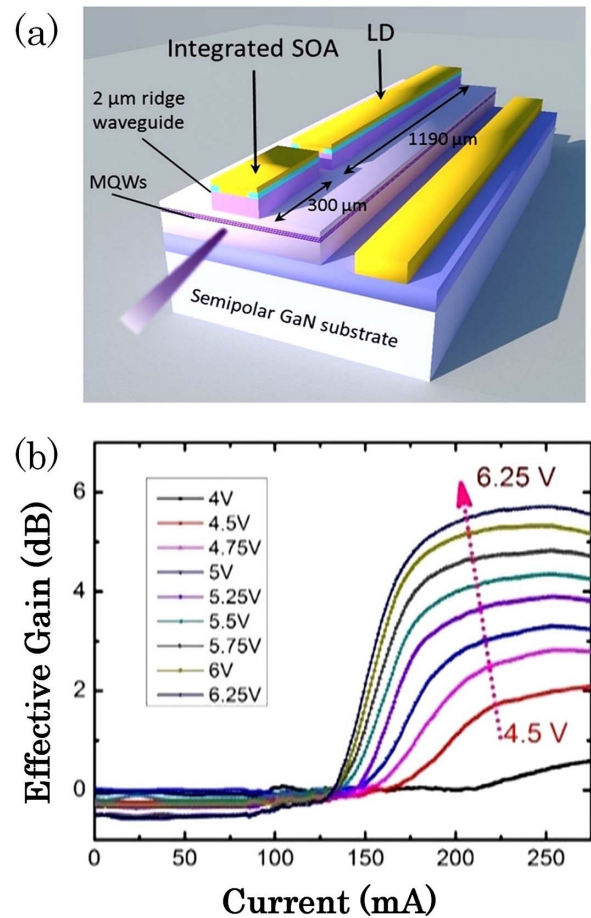 (a)
Integrated SOA
LD
2 μm ridge
waveguide
MQWs
1190 μm
300 μm
Semipolar GaN substrate
(b)
Effective Gain (dB)
6
4
2
0
4V
4.5V
4.75V
5V
5.25V
5.5V
5.75V
6V
6.25V
6.25 V
4.5 V
0
50
100
150
200
250
Current (mA)